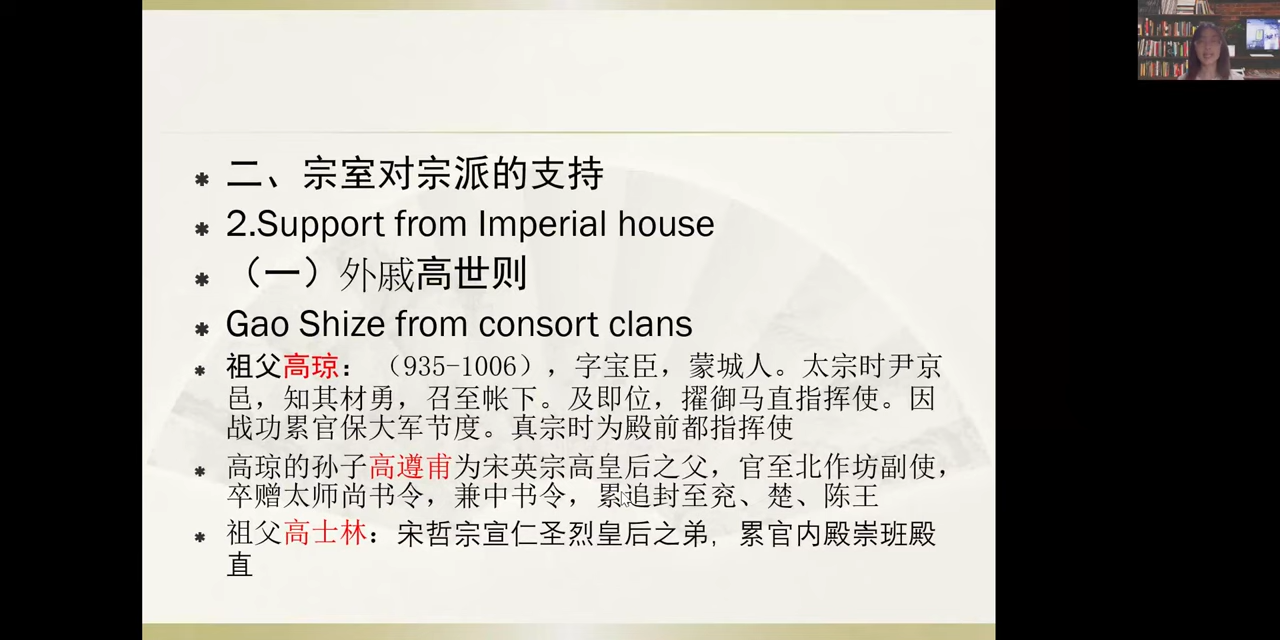 二、宗室对宗派的支持
2.Support from Imperial house
（一）外戚高世则
Gao Shize from consort clans
祖父高琼：（935-1006），字宝臣，蒙城人。太宗时尹京
邑，知其材勇，召至帐下。及即位，擢御马直指挥使。因
战功累官保大军节度。真宗时为殿前都指挥使
高琼的孙子高遵甫为宋英宗高皇后之父，官至北作坊副使，
卒赠太师尚书令，兼中书令，累追封至兖、楚、陈王
祖父高士林：宋哲宗宣仁圣烈皇后之弟，累官内殿崇班殿
直